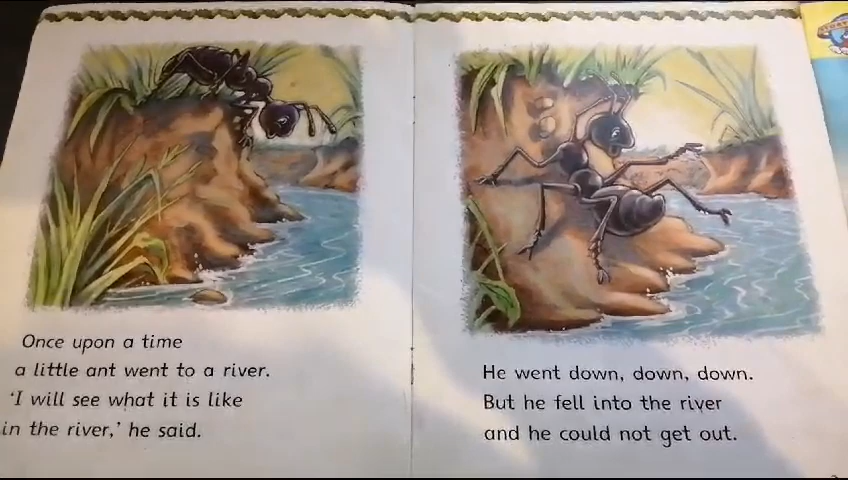 Once upon a time
a little ant went to a river.
'I will see what it is like
in the river,' he said.
He went down, down, down.
But he fell into the river
and he could not get out.